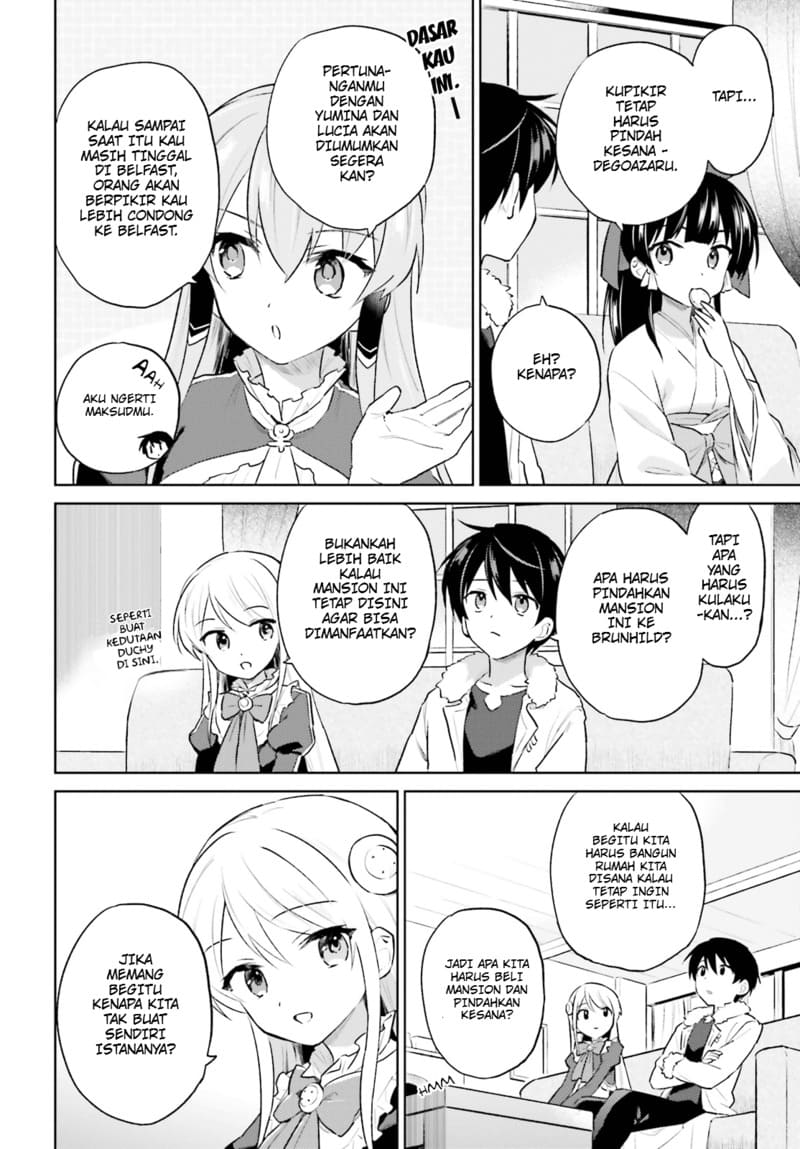 TAPI...
KUPIKIR
TETAP
HARUS
PINDAH
KESANA -
DEGOAZARU.
EH?
KENAPA?
DASAR
KAU
INI.
PERTUNA-
NGANMU
DENGAN
YUMINA DAN
LUCIA AKAN
DIUMUMKAN
SEGERA
KAN?
KALAU SAMPAI
SAAT ITU KAU
MASIH TINGGAL
DI BELFAST,
ORANG AKAN
BERPIKIR KAU
LEBIH CONDONG
KE BELFAST.
AAH
AKU NGERTI
MAKSUDMU.
TAPI
APA
YANG
HARUS
KULAKU
-KAN...?
APA HARUS
PINDAHKAN
MANSION
INI KE
BRUNHILD?
BUKANKAH
LEBIH BAIK
KALAU
MANSION INI
TETAP DISINI
AGAR BISA
DIMANFAATKAN?
SEPERTI
BUAT
KEDUTAAN
DUCHY
DI SINI.
KALAU
BEGITU KITA
HARUS BANGUN
RUMAH KITA
DISANA KALAU
TETAP INGIN
SEPERTI ITU...
JADI APA KITA
HARUS BELI
MANSION DAN
PINDAHKAN
KESANA?
HMM
JIKA
MEMANG
BEGITU
KENAPA KITA
TAK BUAT
SENDIRI
ISTANANYA?